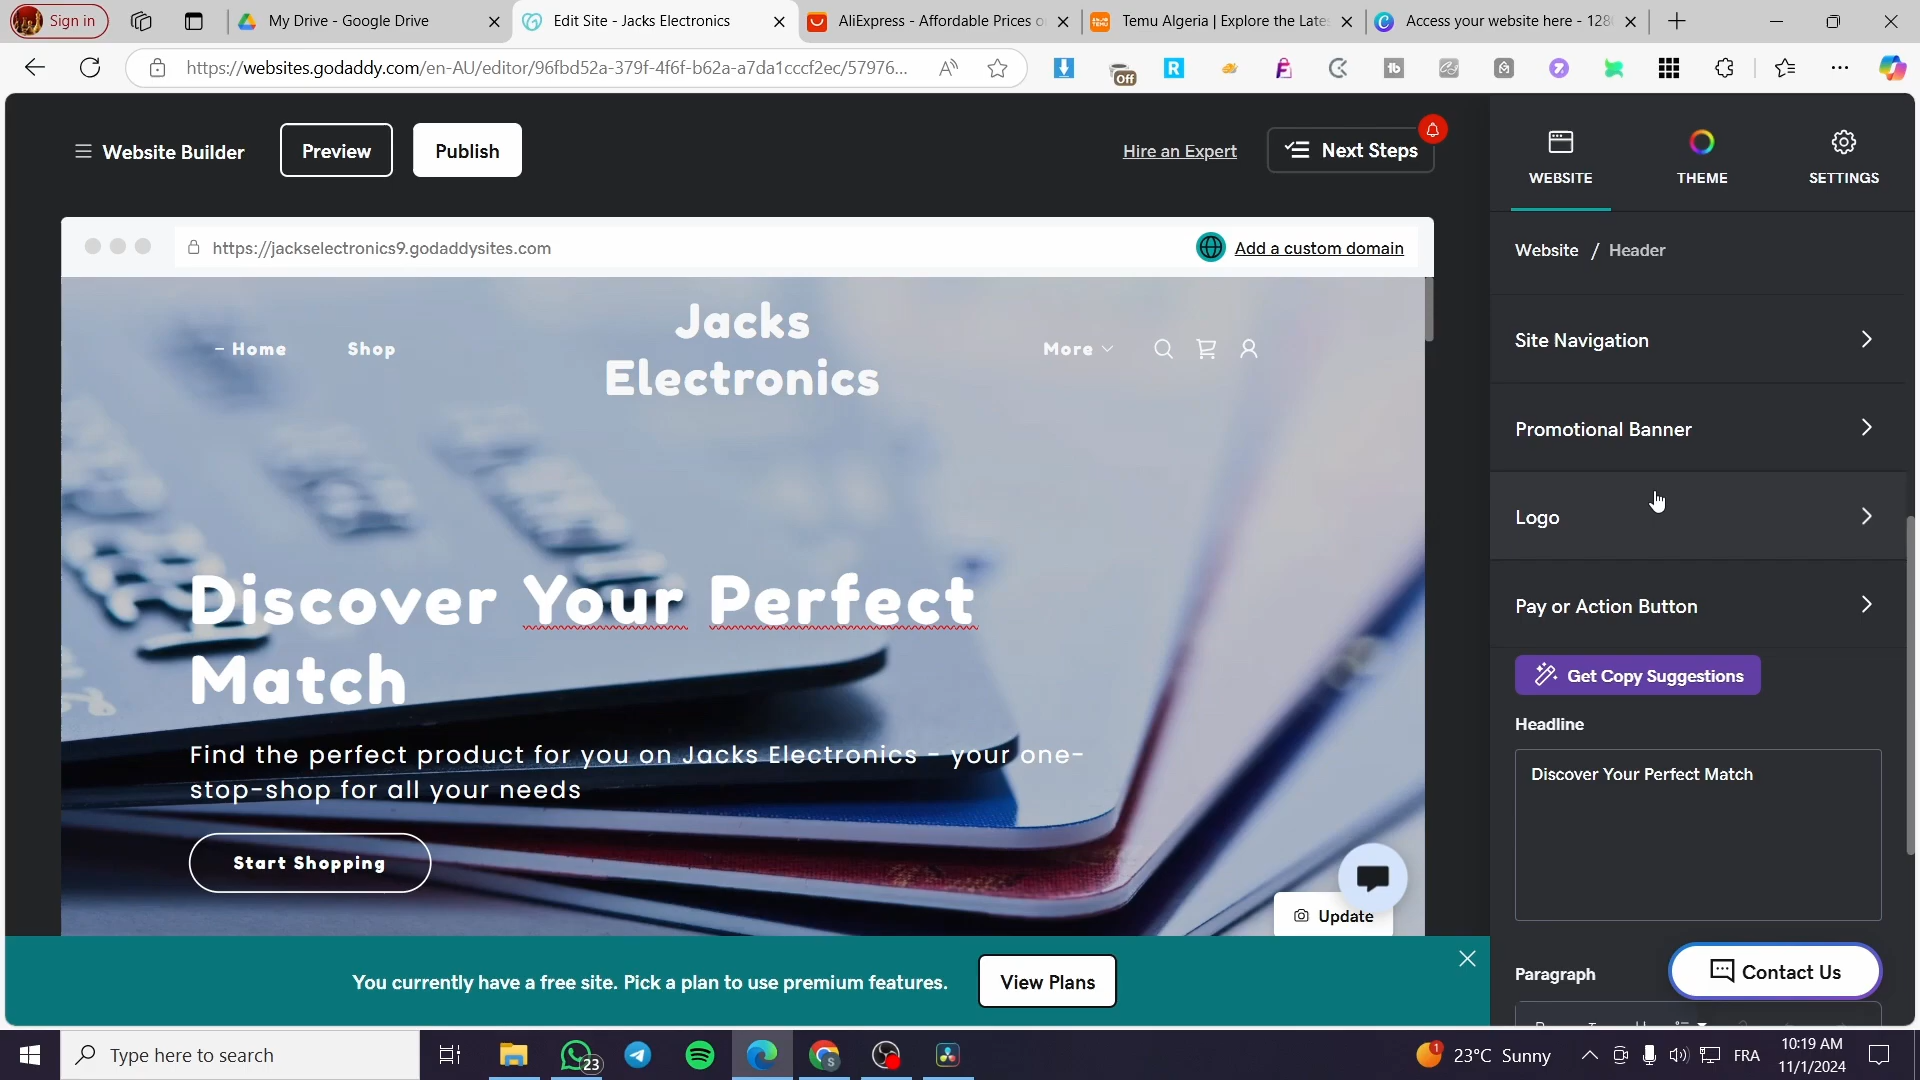 Sign in
My Drive - Google Drive
Edit Site - Jacks Electronics
AliExpress - Affordable Prices o
Temu Algeria | Explore the Lates
Access your website here - 128
https://websites.godaddy.com/en-AU/editor/96fbd52a-379f-4f6f-b62a-a7da1cccf2ec/57976...
Off
Website Builder
Preview
Publish
Hire an Expert
Next Steps
WEBSITE
THEME
SETTINGS
https://jackselectronics9.godaddysites.com
Add a custom domain
Website / Header
Jacks
Electronics
- Home
Shop
More
Site Navigation
Promotional Banner
Logo
Pay or Action Button
Get Copy Suggestions
Headline
Discover Your Perfect Match
Paragraph
Contact Us
Discover Your Perfect
Match
Find the perfect product for you on Jacks Electronics - your one-
stop-shop for all your needs
Start Shopping
Update
You currently have a free site. Pick a plan to use premium features.
View Plans
Type here to search
23
1
23°C Sunny
FRA
10:19 AM
11/1/2024